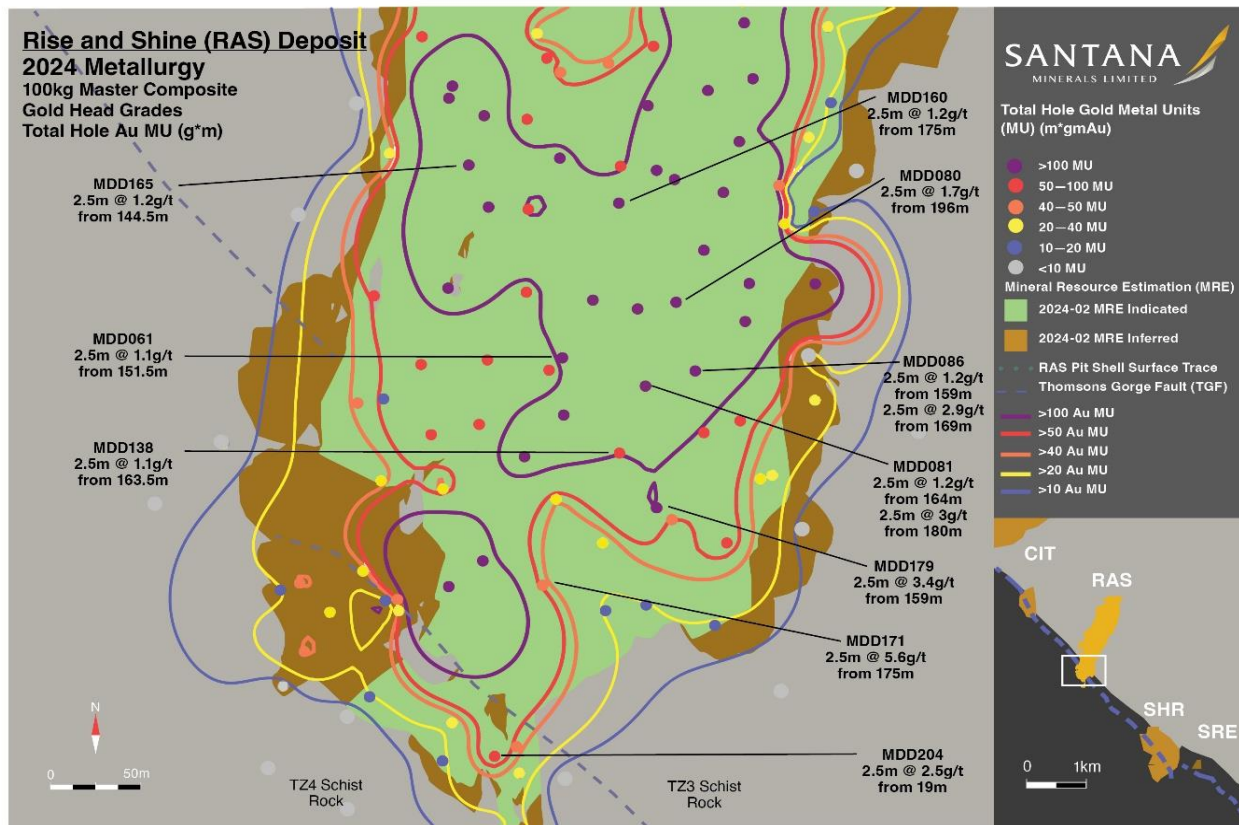 Rise and Shine (RAS) Deposit
2024 Metallurgy
100kg Master Composite
Gold Head Grades
Total Hole Au MU (g*m)
MDD165
2.5m @ 1.2g/t
from 144.5m
MDD061
2.5m @ 1.1g/t
from 151.5m
MDD138
2.5m @ 1.1g/t
from 163.5m
MDD160
2.5m @ 1.2g/t
from 175m
MDD080
2.5m @ 1.7g/t
from 196m
MDD086
2.5m @ 1.2g/t
from 159m
2.5m @ 2.9g/t
from 169m
MDD081
2.5m @ 1.2g/t
from 164m
2.5m @ 3g/t
from 180m
MDD179
2.5m @ 3.4g/t
from 159m
MDD171
2.5m @ 5.6g/t
from 175m
MDD204
2.5m @ 2.5g/t
from 19m
N
0 50m
TZ4 Schist
Rock
TZ3 Schist
Rock
SANTANA
MINERALS LIMITED
Total Hole Gold Metal Units
(MU) (m*gmAu)
>100 MU
50–100 MU
40–50 MU
20–40 MU
10–20 MU
<10 MU
Mineral Resource Estimation (MRE)
2024-02 MRE Indicated
2024-02 MRE Inferred
RAS Pit Shell Surface Trace
Thomsons Gorge Fault (TGF)
>100 Au MU
>50 Au MU
>40 Au MU
>20 Au MU
>10 Au MU
CIT
RAS
SHR
SRE
0 1km